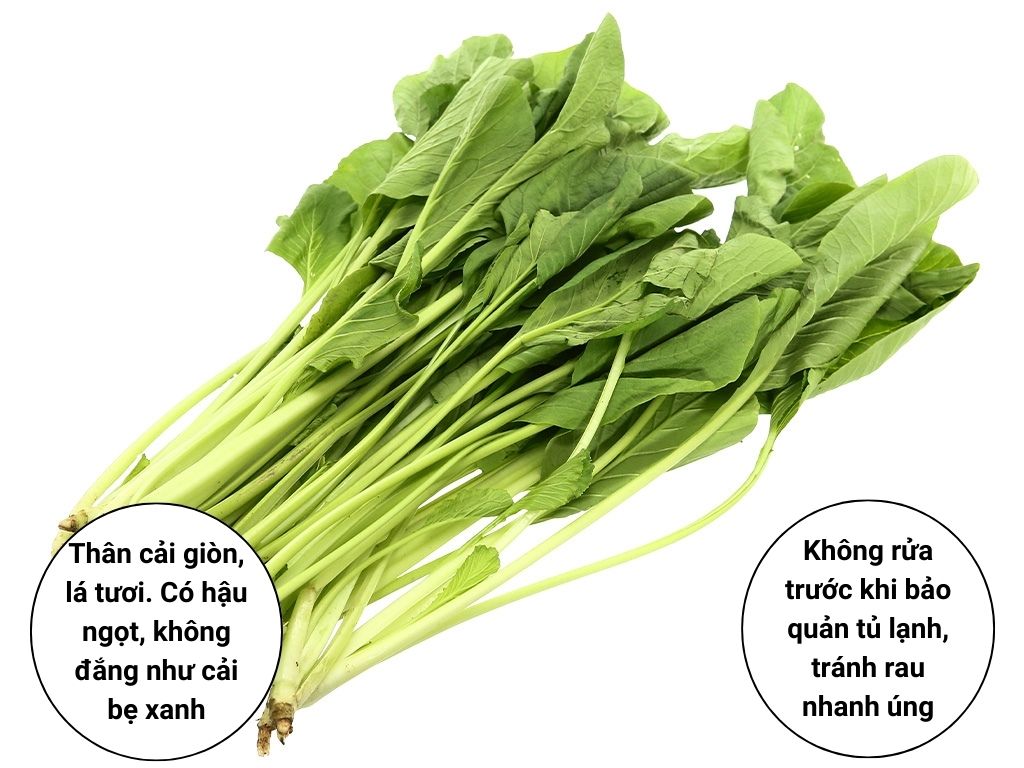 Thân cải giòn,
lá tươi. Có hậu
ngọt, không
đắng như cải
bẹ xanh
Không rửa
trước khi bảo
quản tủ lạnh,
tránh rau
nhanh úng